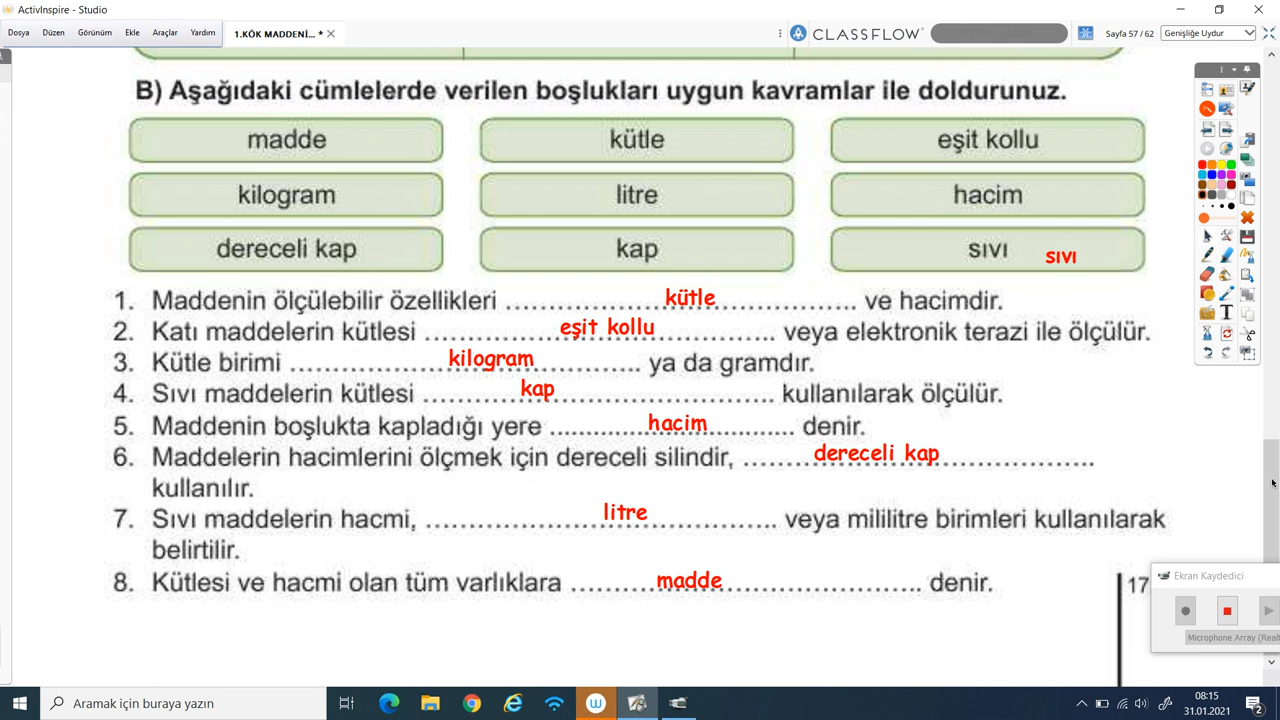 ActivInspire - Studio
Dosya Düzen Görünüm Ekle Araçlar Yardım 1.KÖK MADDENİ... * CLASSFLOW Sayfa 57 / 62 Genişliğe Uydur
B) Aşağıdaki cümlelerde verilen boşlukları uygun kavramlar ile doldurunuz.
madde kütle eşit kollu
kilogram litre hacim
dereceli kap kap sıvı sıvı
1. Maddenin ölçülebilir özellikleri ...................kütle................... ve hacimdir.
2. Katı maddelerin kütlesi ...................eşit kollu................... veya elektronik terazi ile ölçülür.
3. Kütle birimi ...................kilogram................... ya da gramdır.
4. Sıvı maddelerin kütlesi ...................kap................... kullanılarak ölçülür.
5. Maddenin boşlukta kapladığı yere ...................hacim................... denir.
6. Maddelerin hacimlerini ölçmek için dereceli silindir, ...................dereceli kap...................
kullanılır.
7. Sıvı maddelerin hacmi, ...................litre................... veya mililitre birimleri kullanılarak
belirtilir.
8. Kütlesi ve hacmi olan tüm varlıklara ...................madde................... denir.
17
Ekran Kaydedici
Microphone Array (Realt
Aramak için buraya yazın
08:15
31.01.2021
2